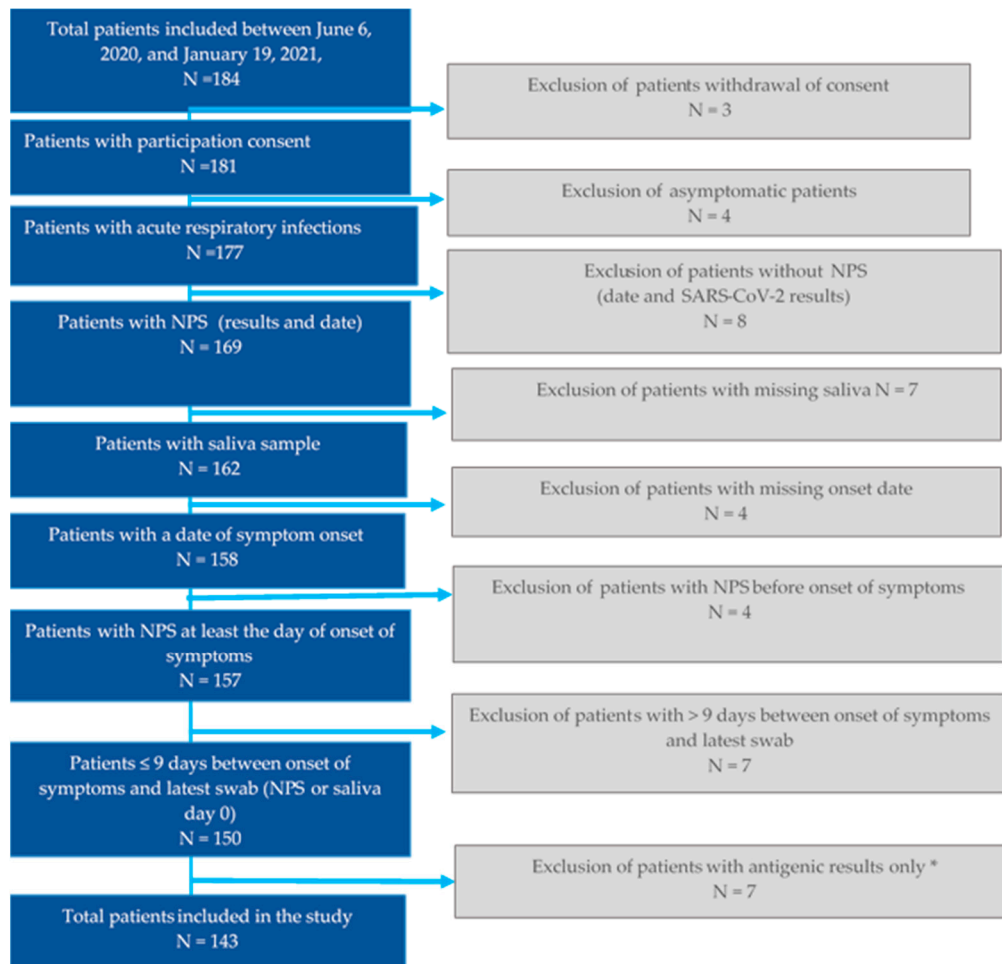 Total patients included between June 6,
2020, and January 19, 2021,
N =184
Exclusion of patients withdrawal of consent
N = 3
Patients with participation consent
N =181
Exclusion of asymptomatic patients
N = 4
Patients with acute respiratory infections
N =177
Exclusion of patients without NPS
(date and SARS-CoV-2 results)
N = 8
Patients with NPS (results and date)
N = 169
Exclusion of patients with missing saliva N = 7
Patients with saliva sample
N = 162
Exclusion of patients with missing onset date
N = 4
Patients with a date of symptom onset
N = 158
Exclusion of patients with NPS before onset of symptoms
N = 4
Patients with NPS at least the day of onset of
symptoms
N = 157
Exclusion of patients with > 9 days between onset of symptoms
and latest swab
N = 7
Patients ≤ 9 days between onset of
symptoms and latest swab (NPS or saliva
day 0)
N = 150
Exclusion of patients with antigenic results only *
N = 7
Total patients included in the study
N = 143